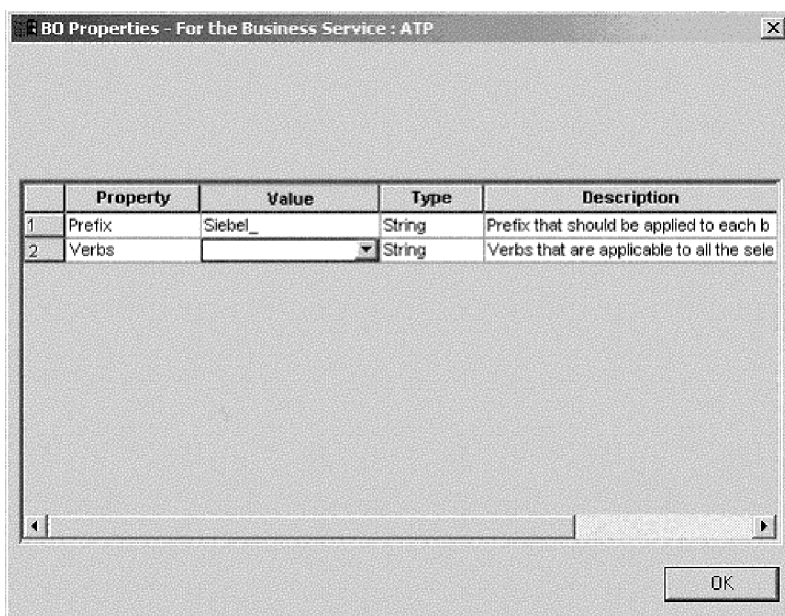 BO Properties - For the Business Service : ATP
Property Value Type Description
1 Prefix Siebel_ String Prefix that should be applied to each b
2 Verbs String Verbs that are applicable to all the sele
OK